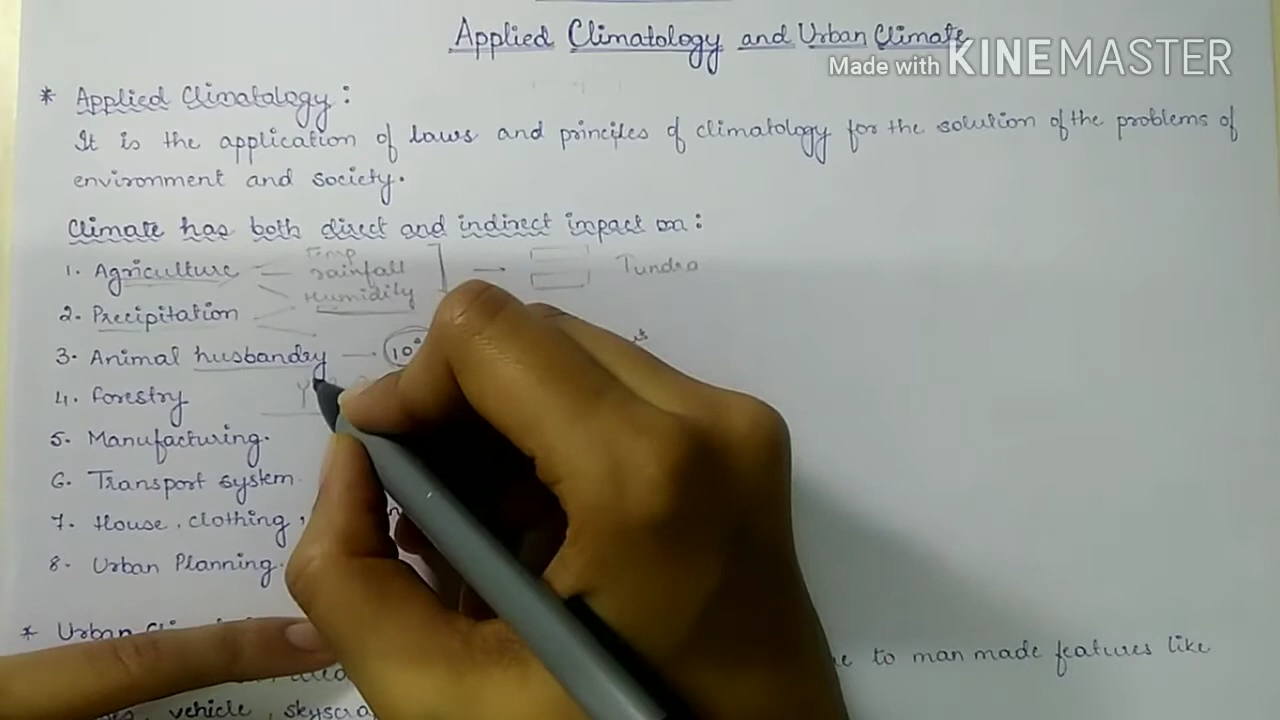 Applied Climatology and Urban Climate
Made with KINEMASTER
* Applied Climatology :
It is the application of laws and principles of climatology for the solution of the problems of
environment and society.
Climate has both direct and indirect impact on :
Temp
1. Agriculture rainfall Tundra
Humidity
2. Precipitation
3. Animal husbandry 10°
4. Forestry
5. Manufacturing.
6. Transport system.
7. House, clothing,
8. Urban Planning.
* Urban
to man made features like
vehicle,